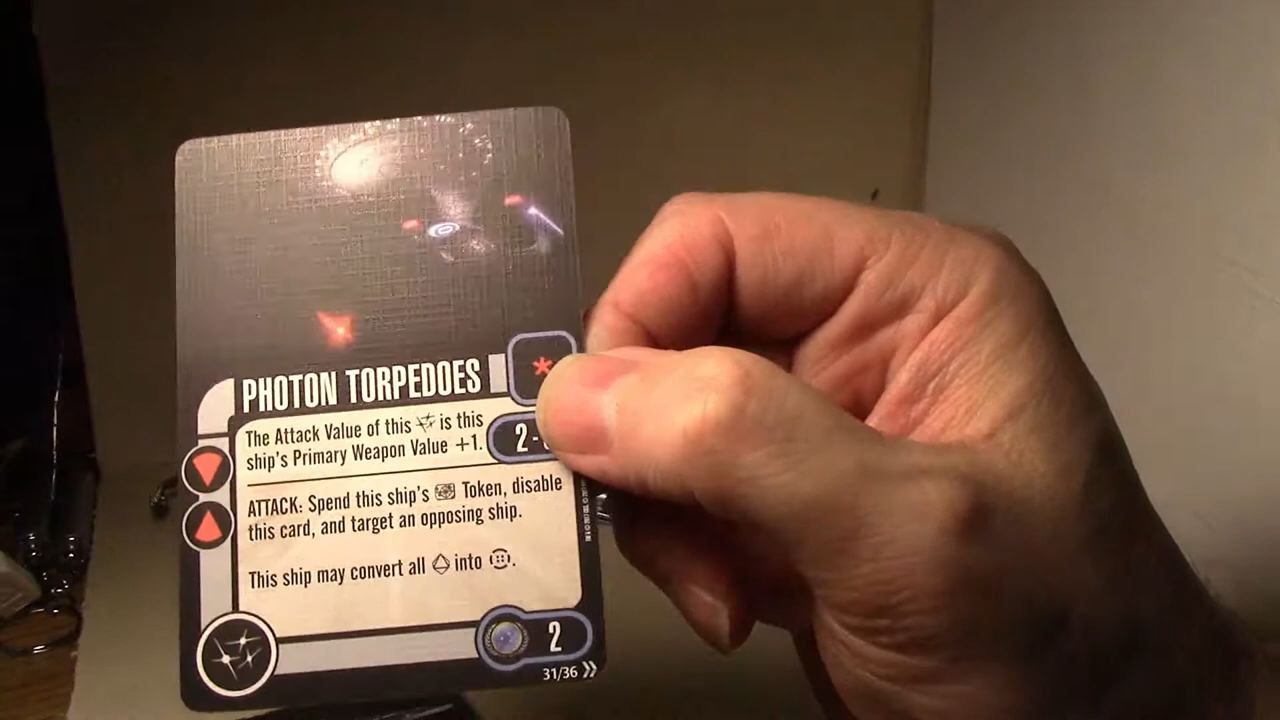 PHOTON TORPEDOES
*
The Attack Value of this is this
ship's Primary Weapon Value +1.
2 -
ATTACK: Spend this ship's Token, disable
this card, and target an opposing ship.
This ship may convert all into .
2
31/36